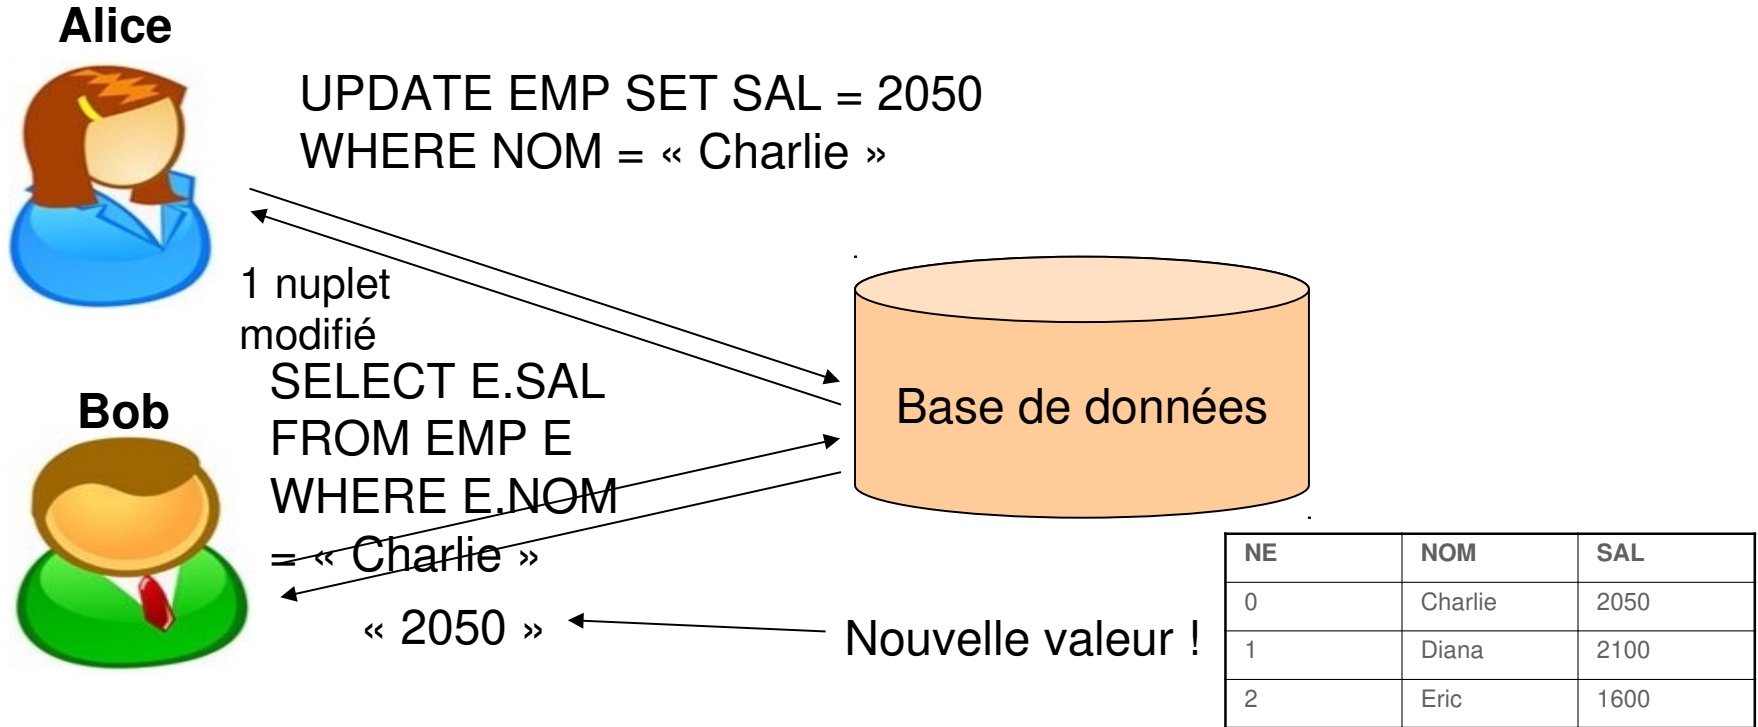 Alice
UPDATE EMP SET SAL = 2050
WHERE NOM = « Charlie »
1 nuplet
modifié
Bob
SELECT E.SAL
FROM EMP E
WHERE E.NOM
= « Charlie »
« 2050 »
Base de données
Nouvelle valeur !
NE NOM SAL
0 Charlie 2050
1 Diana 2100
2 Eric 1600